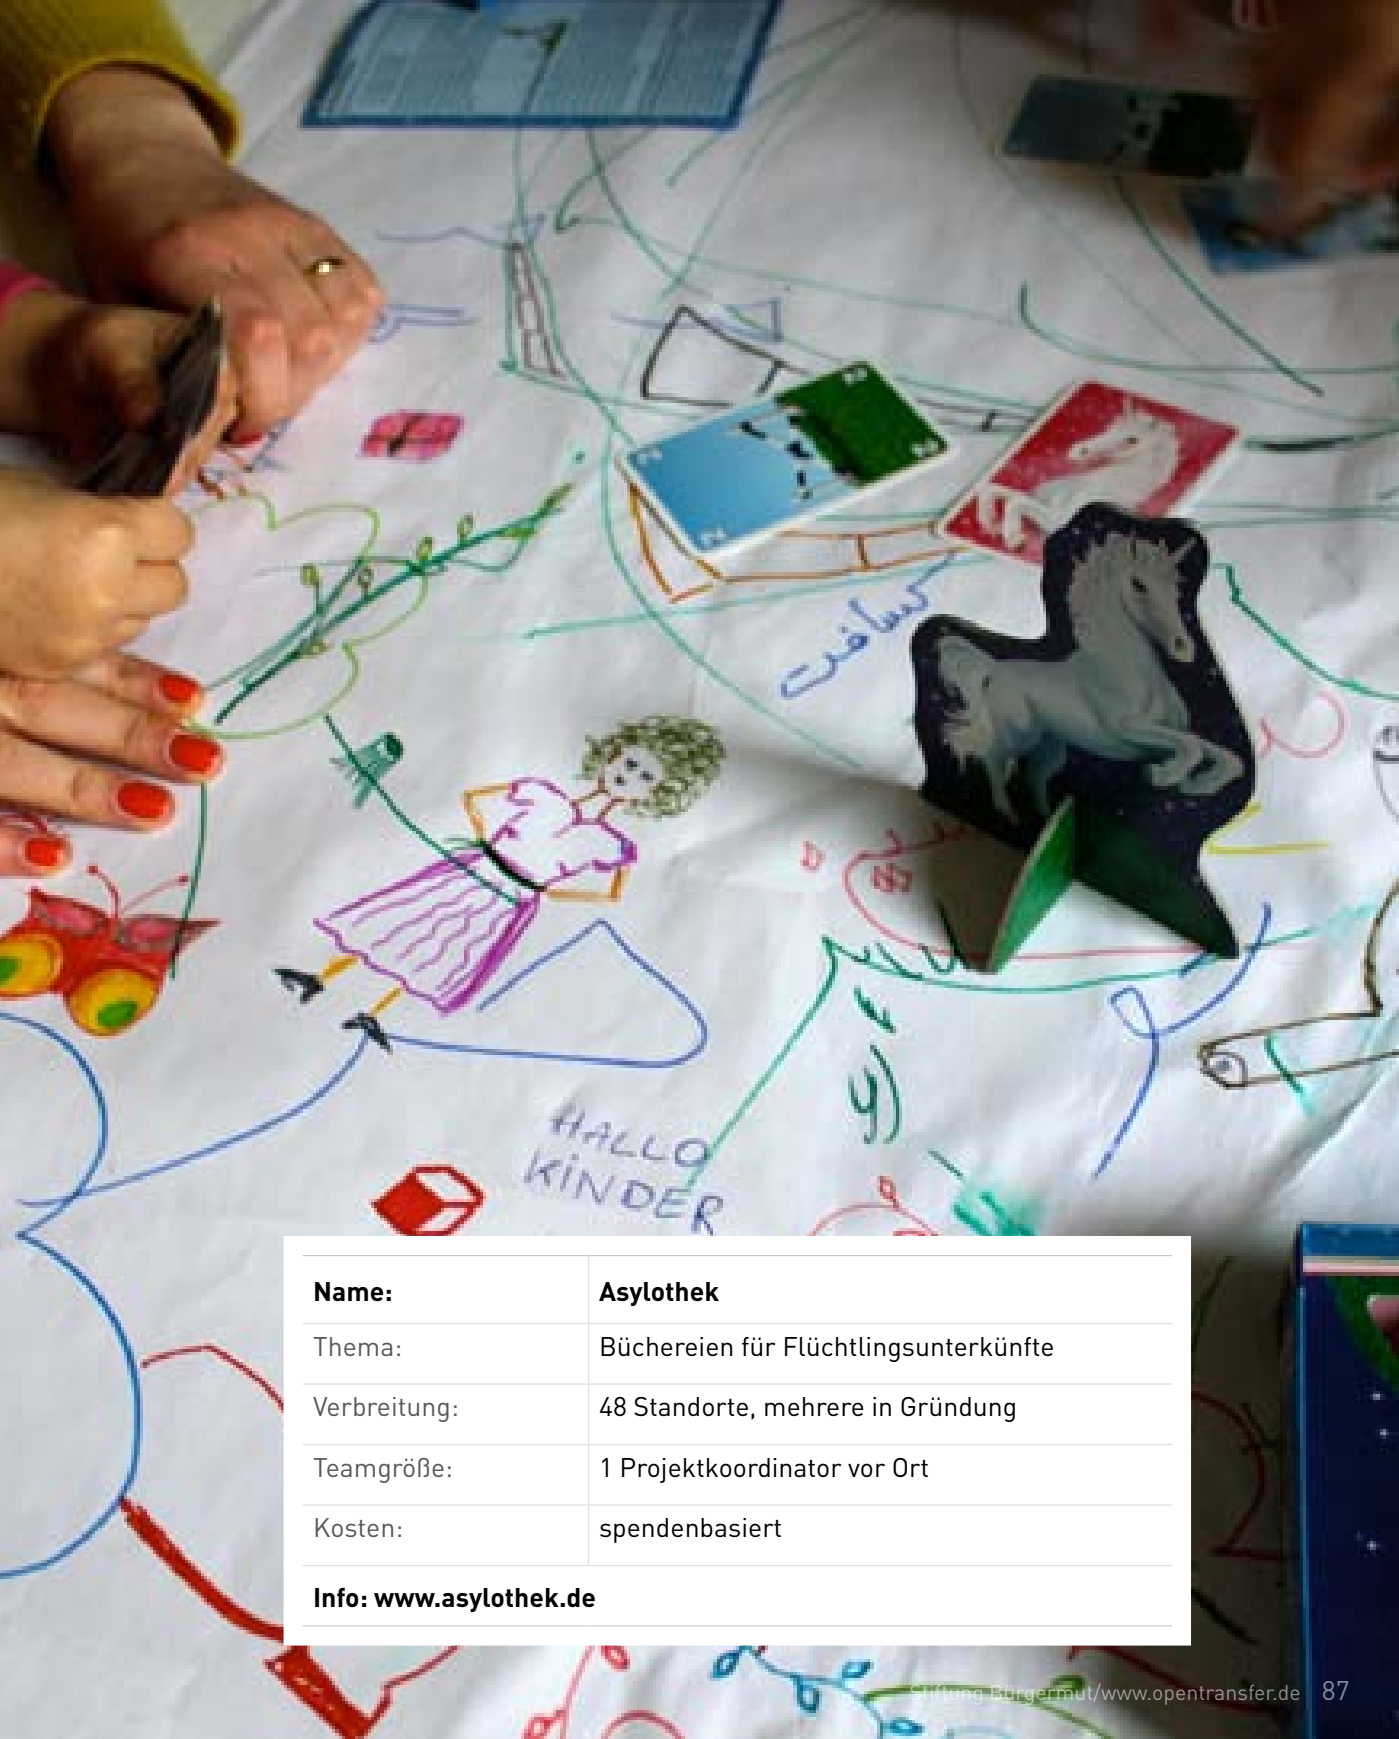 HALLO
KINDER
Name: Asylothek
Thema: Büchereien für Flüchtlingsunterkünfte
Verbreitung: 48 Standorte, mehrere in Gründung
Teamgröße: 1 Projektkoordinator vor Ort
Kosten: spendenbasiert
Info: www.asylothek.de
Stiftung Bürgermut/www.opentransfer.de 87